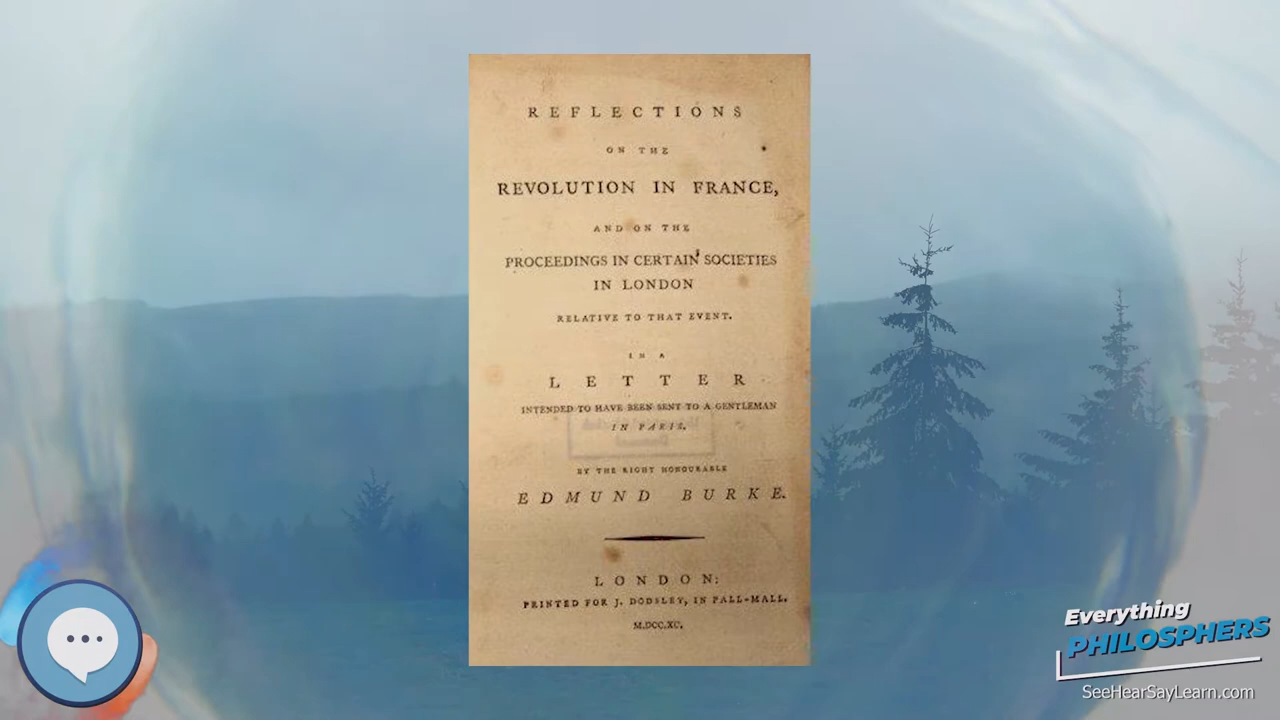 REFLECTIONS
ON THE
REVOLUTION IN FRANCE,
AND ON THE
PROCEEDINGS IN CERTAIN SOCIETIES
IN LONDON
RELATIVE TO THAT EVENT.
IN A
LETTER
INTENDED TO HAVE BEEN SENT TO A GENTLEMAN
IN PARIS.
BY THE RIGHT HONOURABLE
EDMUND BURKE.
LONDON:
PRINTED FOR J. DODSLEY, IN PALL-MALL.
M.DCC.XC.
Everything
PHILOSPHERS
SeeHearSayLearn.com